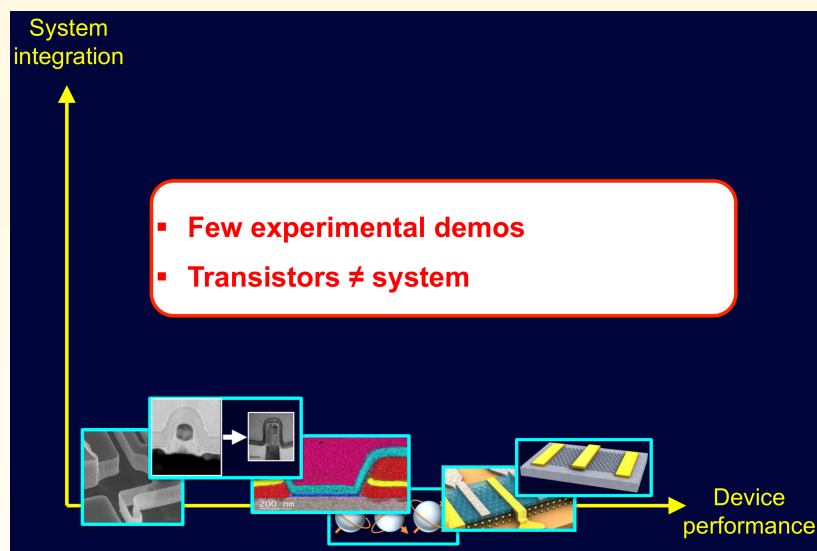 System
integration
▪ Few experimental demos
▪ Transistors ≠ system
200 nm
Device
performance